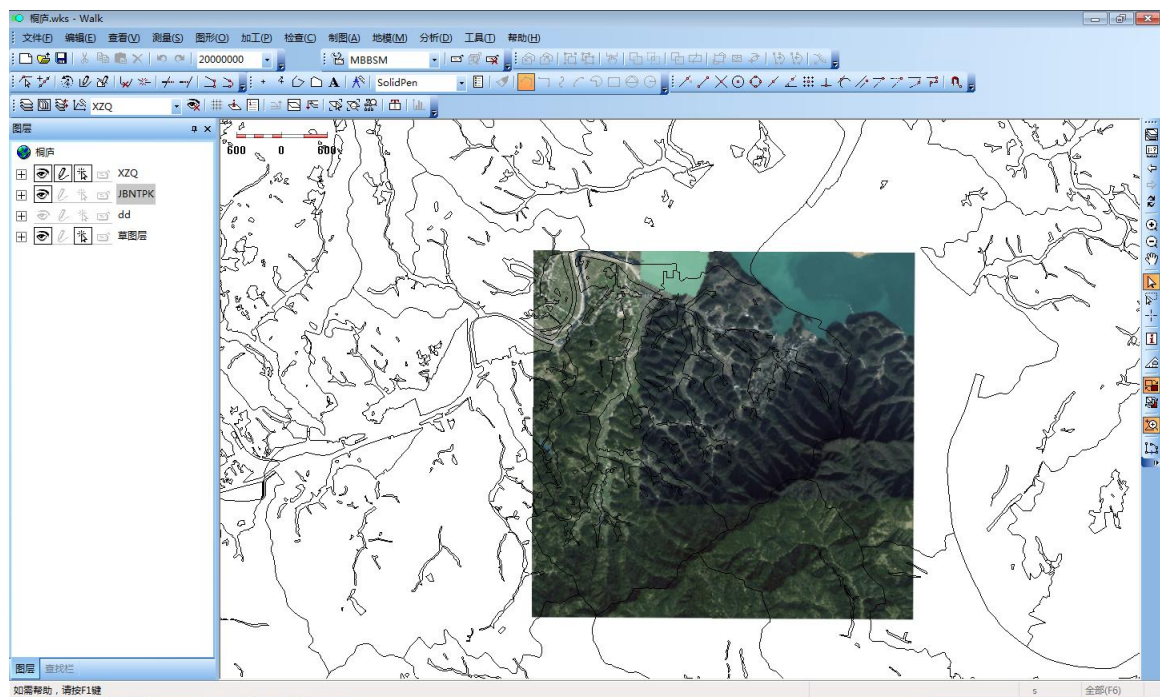 桐庐.wks - Walk
文件(F) 编辑(E) 查看(V) 测量(S) 图形(O) 加工(P) 检查(C) 制图(A) 地模(M) 分析(D) 工具(T) 帮助(H)
20000000 MBBSM
A SolidPen
XZQ
图层
600 0 600
桐庐
XZQ
JBNTPK
dd
草图层
图层 查找栏
如需帮助，请按F1键 s 全部(F6)